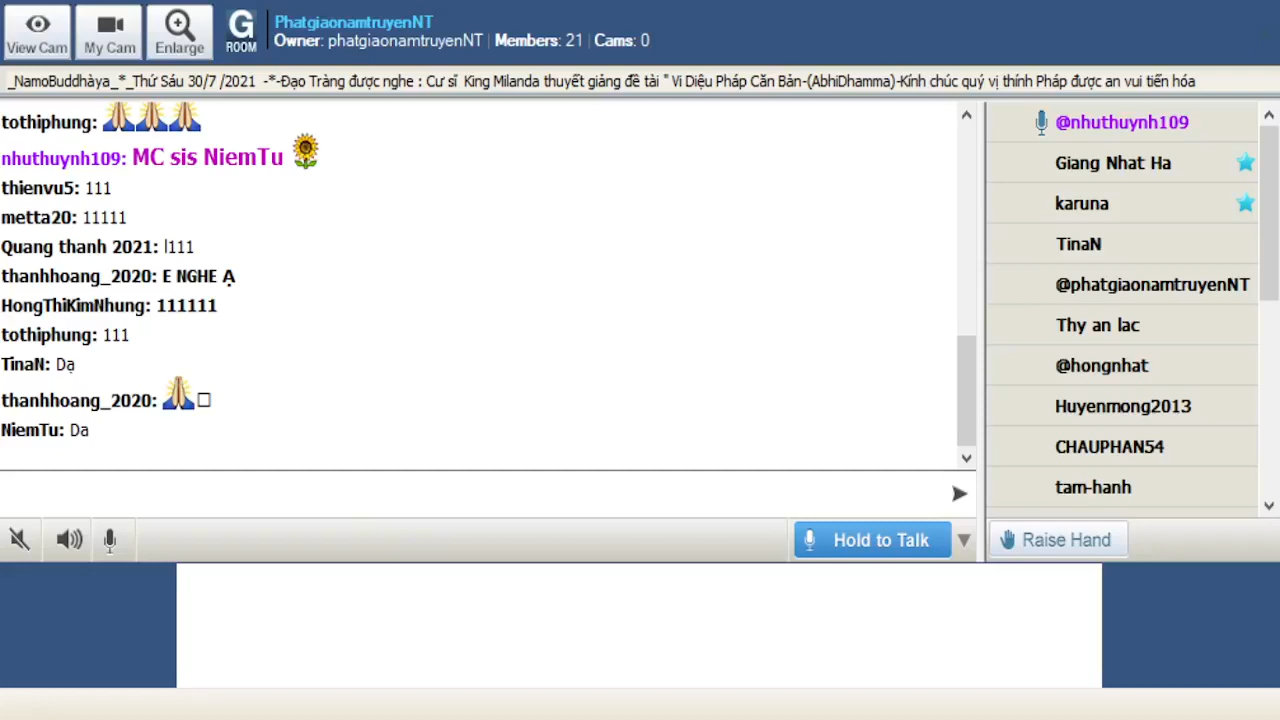 View Cam
My Cam
Enlarge
G
ROOM
PhatgiaonamtruyenNT
Owner: phatgiaonamtruyenNT | Members: 21 | Cams: 0
_NamoBuddhàya_*_Thứ Sáu 30/7 /2021 -*-Đạo Tràng được nghe : Cư sĩ King Milanda thuyết giảng đề tài " Vi Diệu Pháp Căn Bản-(AbhiDhamma)-Kính chúc quý vị thính Pháp được an vui tiến hóa
tothiphung:
nhuthuynh109: MC sis NiemTu
thienvu5: 111
metta20: 11111
Quang thanh 2021: l111
thanhhoang_2020: E NGHE Ạ
HongThiKimNhung: 111111
tothiphung: 111
TinaN: Dạ
thanhhoang_2020:
NiemTu: Da
@nhuthuynh109
Giang Nhat Ha
karuna
TinaN
@phatgiaonamtruyenNT
Thy an lac
@hongnhat
Huyenmong2013
CHAUPHAN54
tam-hanh
Hold to Talk
Raise Hand